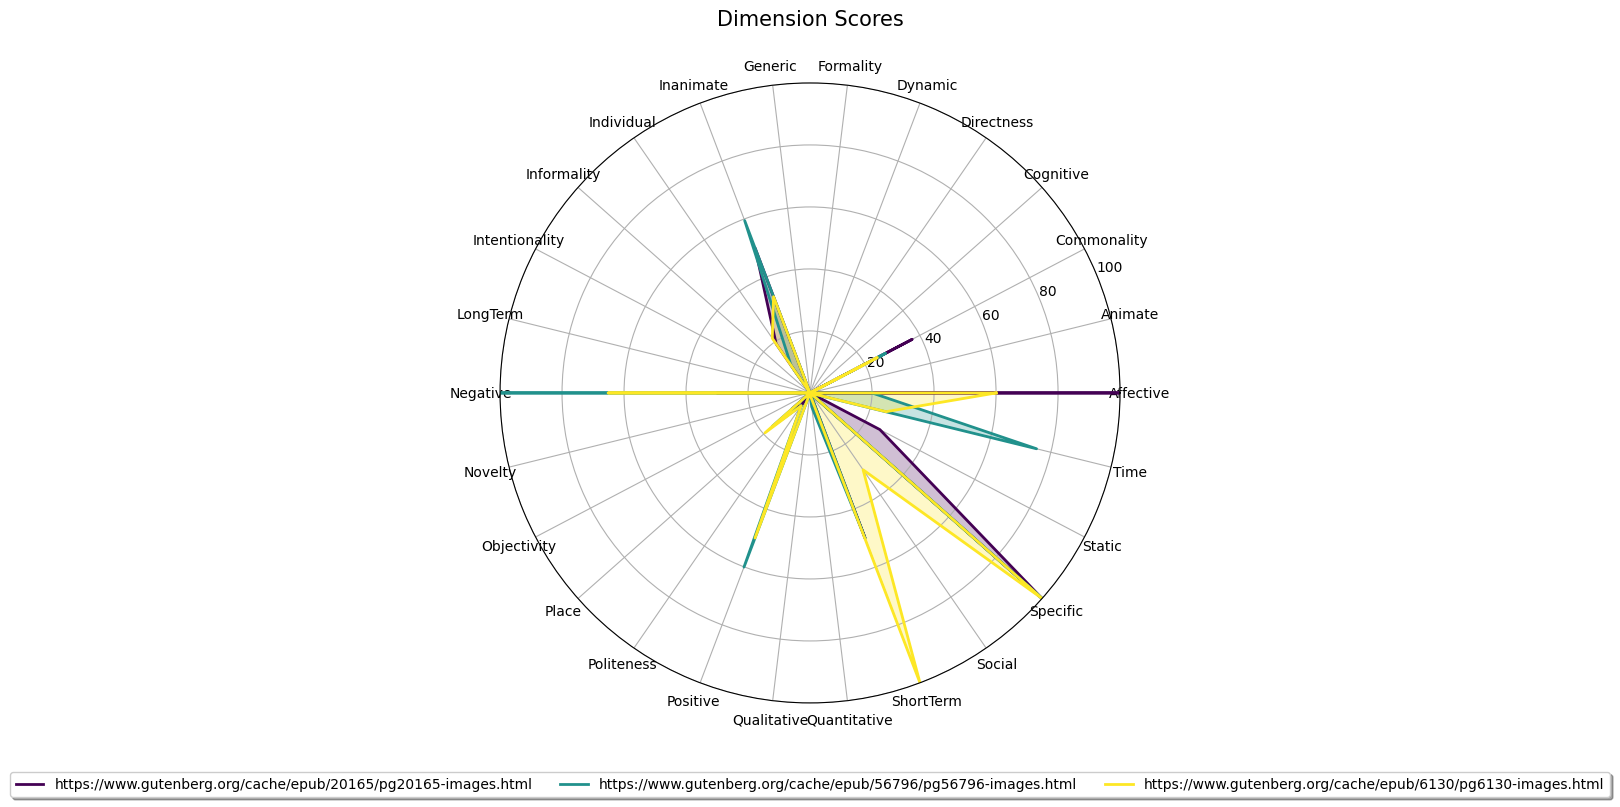 Dimension Scores
Generic
Formality
Inanimate
Dynamic
Individual
Directness
Informality
Cognitive
Intentionality
Commonality
100
80
LongTerm
60
Animate
40
20
Negative
Affective
Novelty
Time
Objectivity
Static
Place
Specific
Politeness
Social
Positive
ShortTerm
Qualitative
Quantitative
https://www.gutenberg.org/cache/epub/20165/pg20165-images.html
https://www.gutenberg.org/cache/epub/56796/pg56796-images.html
https://www.gutenberg.org/cache/epub/6130/pg6130-images.html